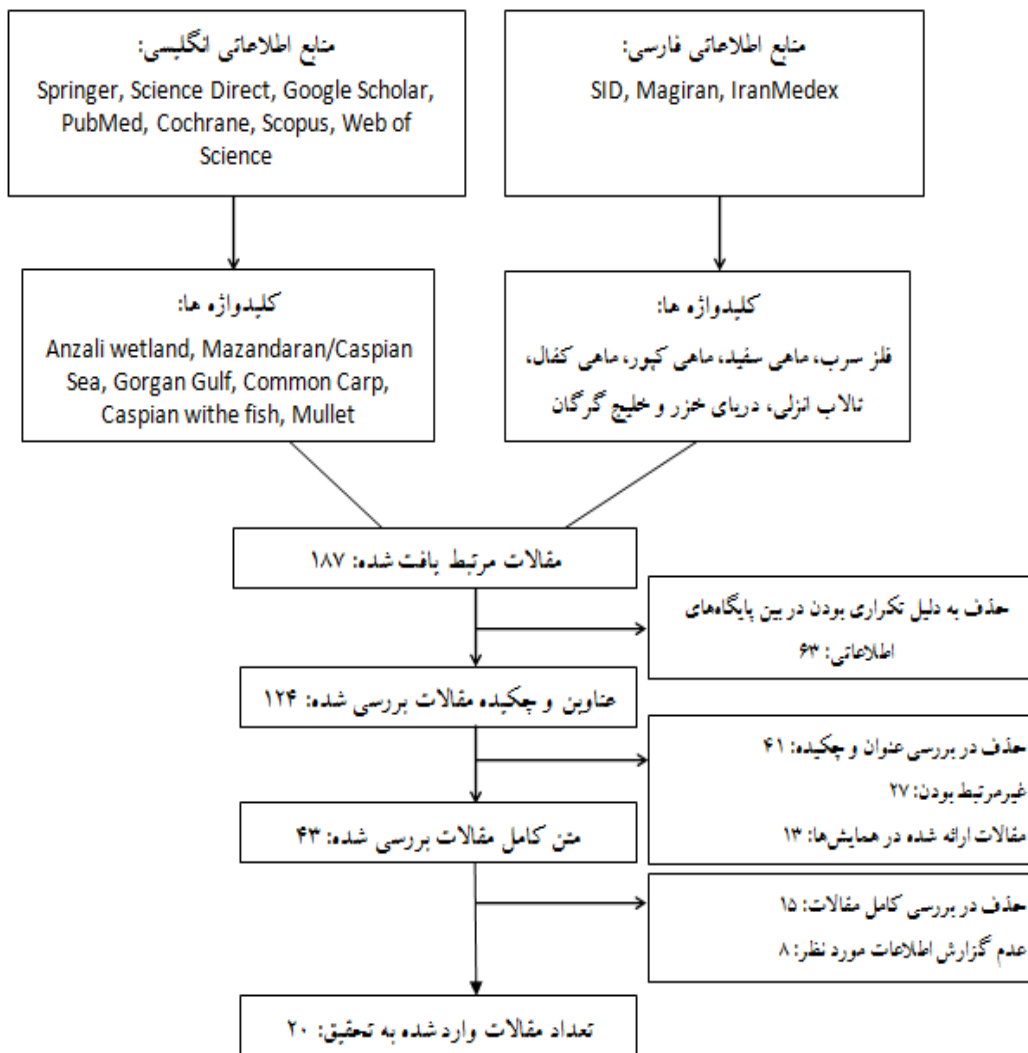 منابع اطلاعاتی انگلیسی:
Springer, Science Direct, Google Scholar,
PubMed, Cochrane, Scopus, Web of
Science
منابع اطلاعاتی فارسی:
SID, Magiran, IranMedex
کلیدواژه ها:
Anzali wetland, Mazandaran/Caspian
Sea, Gorgan Gulf, Common Carp,
Caspian withe fish, Mullet
کلیدواژه ها:
فلز سرب، ماهی سفید، ماهی کپور، ماهی کفال،
تالاب انزلی، دریای خزر و خلیج گرگان
مقالات مرتبط یافت شده: ۱۸۷
حذف به دلیل تکراری بودن در بین پایگاه‌های
اطلاعاتی: ۶۳
عناوین و چکیده مقالات بررسی شده: ۱۲۴
حذف در بررسی عنوان و چکیده: ۴۱
غیرمرتبط بودن: ۲۷
مقالات ارائه شده در همایش‌ها: ۱۳
متن کامل مقالات بررسی شده: ۴۳
حذف در بررسی کامل مقالات: ۱۵
عدم گزارش اطلاعات مورد نظر: ۸
تعداد مقالات وارد شده به تحقیق: ۲۰